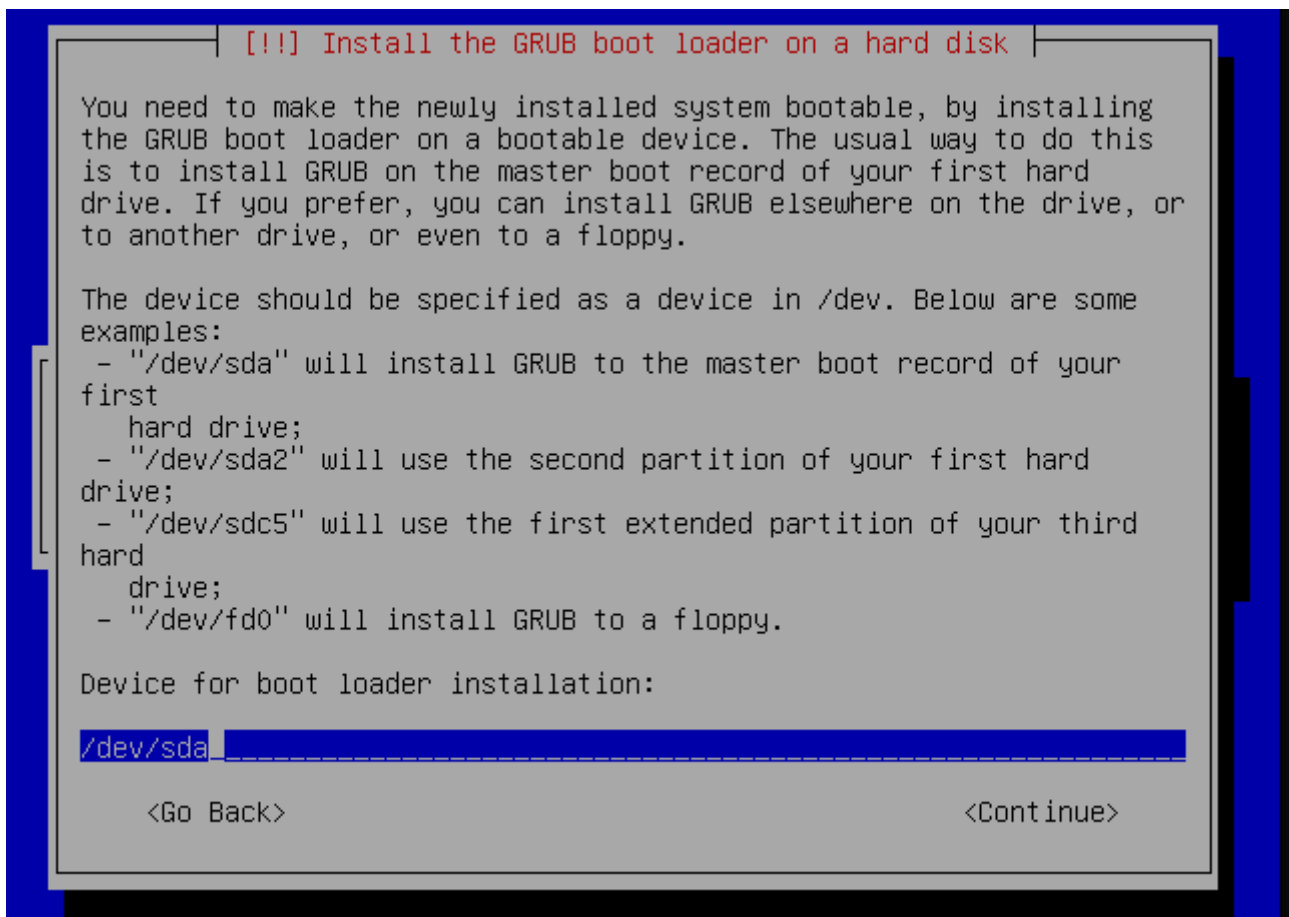 [!!] Install the GRUB boot loader on a hard disk
You need to make the newly installed system bootable, by installing
the GRUB boot loader on a bootable device. The usual way to do this
is to install GRUB on the master boot record of your first hard
drive. If you prefer, you can install GRUB elsewhere on the drive, or
to another drive, or even to a floppy.
The device should be specified as a device in /dev. Below are some
examples:
- "/dev/sda" will install GRUB to the master boot record of your
first
hard drive;
- "/dev/sda2" will use the second partition of your first hard
drive;
- "/dev/sdc5" will use the first extended partition of your third
hard
drive;
- "/dev/fd0" will install GRUB to a floppy.
Device for boot loader installation:
/dev/sda
<Go Back> <Continue>